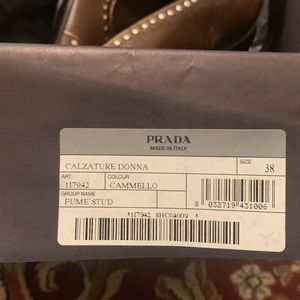 PRADA
MADE IN ITALY
CALZATURE DONNA
SIZE
38
ART.
COLOUR
117942
CAMMELLO
GROUP NAME
FUME'STUD
8 032719 431006
*117942 8HC04009 *